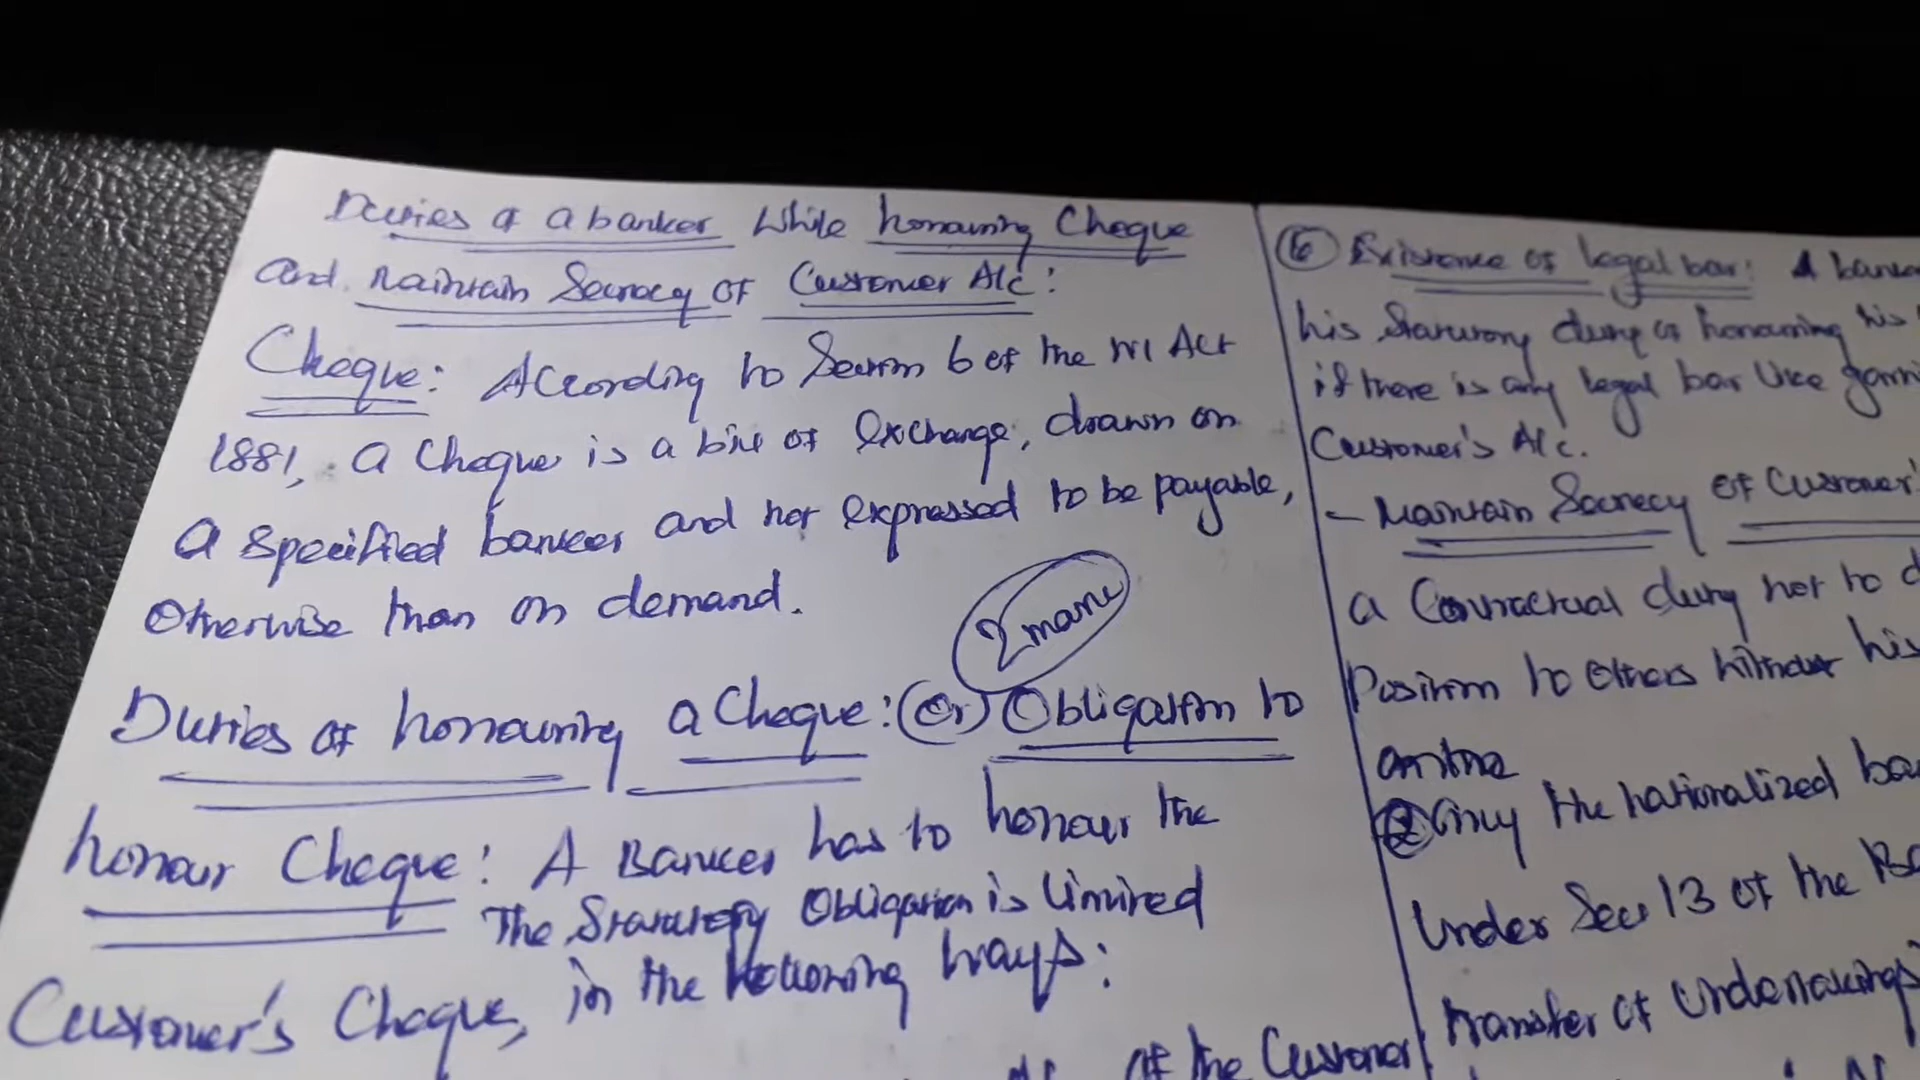 Duties of a banker while honouring Cheque
and Maintain Secrecy of Customer A/c:
Cheque: According to Section 6 of the NI Act
1881, a Cheque is a bill of exchange, drawn on
a specified banker and not expressed to be payable,
Otherwise than on demand.
2 mark
Duties of honouring a Cheque: (Or) Obligation to
honour Cheque: A Banker has to honour the
The Statutory Obligation is limited
Customer's Cheque, in the following ways:
of the Customer
6 Existence of legal bar: A
his Statutory duty of honouring his
if there is any legal bar like
Customer's A/c.
- Maintain Secrecy of Customer's
a Contractual duty not to
Position to Others without his
the nationalized
Under Sec 13 of the
transfer of Undertakings